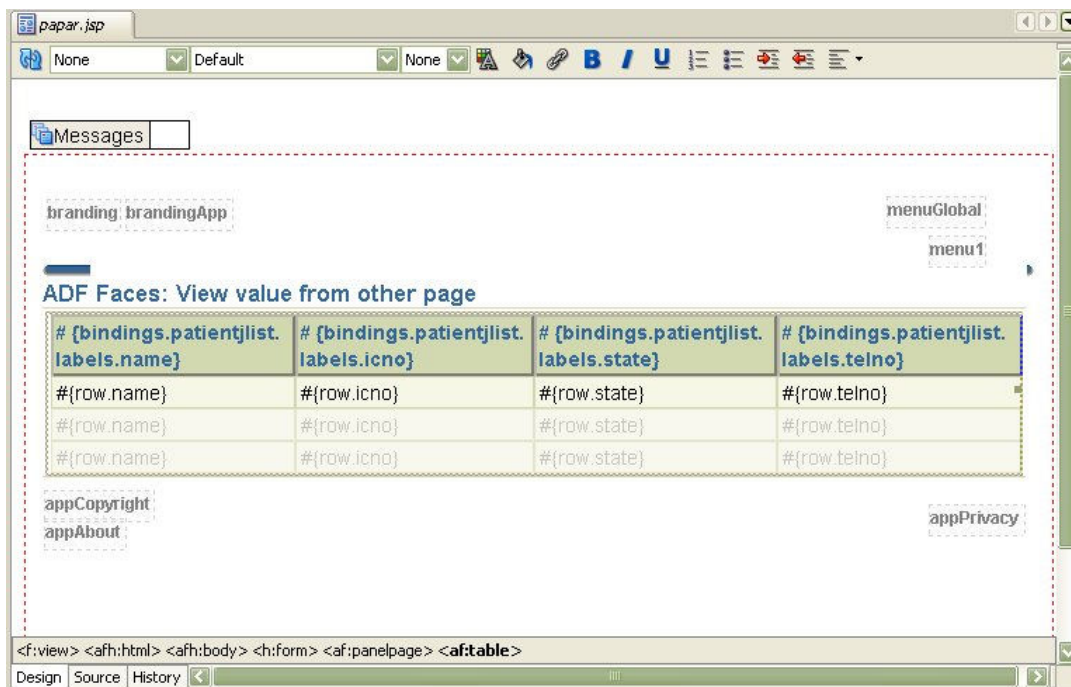 papar.jsp
None Default None B I U
Messages
branding brandingApp menuGlobal
menu1
ADF Faces: View value from other page
# {bindings.patientjlist. # {bindings.patientjlist. # {bindings.patientjlist. # {bindings.patientjlist.
labels.name} labels.icno} labels.state} labels.telno}
#{row.name} #{row.icno} #{row.state} #{row.telno}
#{row.name} #{row.icno} #{row.state} #{row.telno}
#{row.name} #{row.icno} #{row.state} #{row.telno}
appCopyright
appPrivacy
appAbout
<f:view> <afh:html> <afh:body> <h:form> <af:panelpage> <af:table>
Design Source History